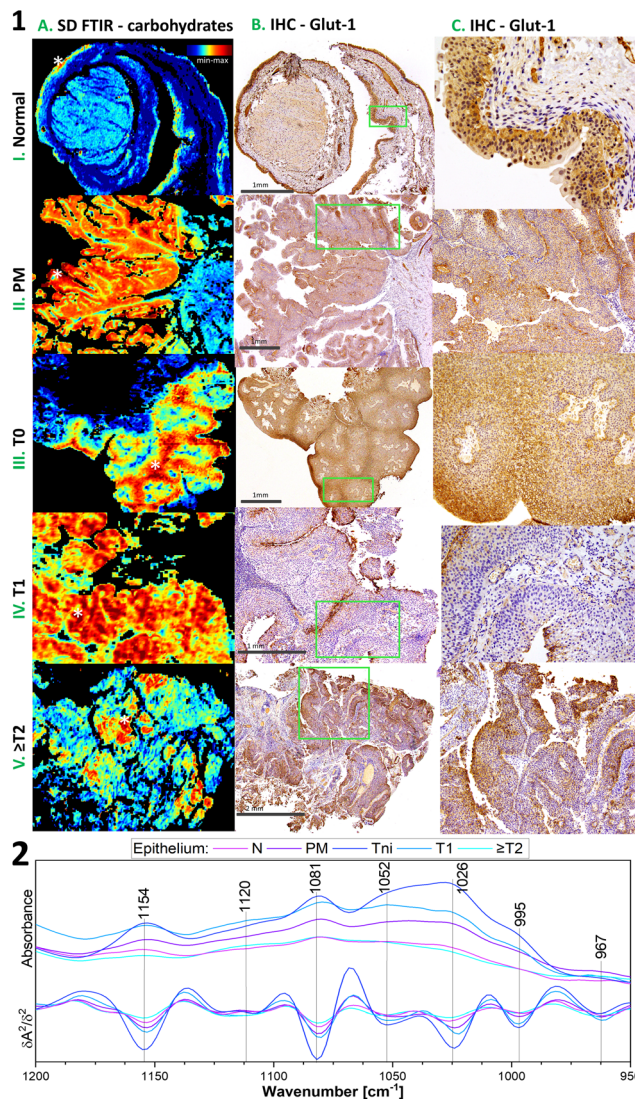 1
A. SD FTIR - carbohydrates
B. IHC - Glut-1
C. IHC - Glut-1
*
min-max
I. Normal
1mm
II. PM
*
1mm
III. T0
*
1mm
IV. T1
*
1 mm
V. ≥T2
*
2 mm
2
Epithelium: N PM Tni T1 ≥T2
1154
1120
1081
1052
1026
995
967
Absorbance
δA²/δ²
1200 1150 1100 1050 1000 950
Wavenumber [cm⁻¹]